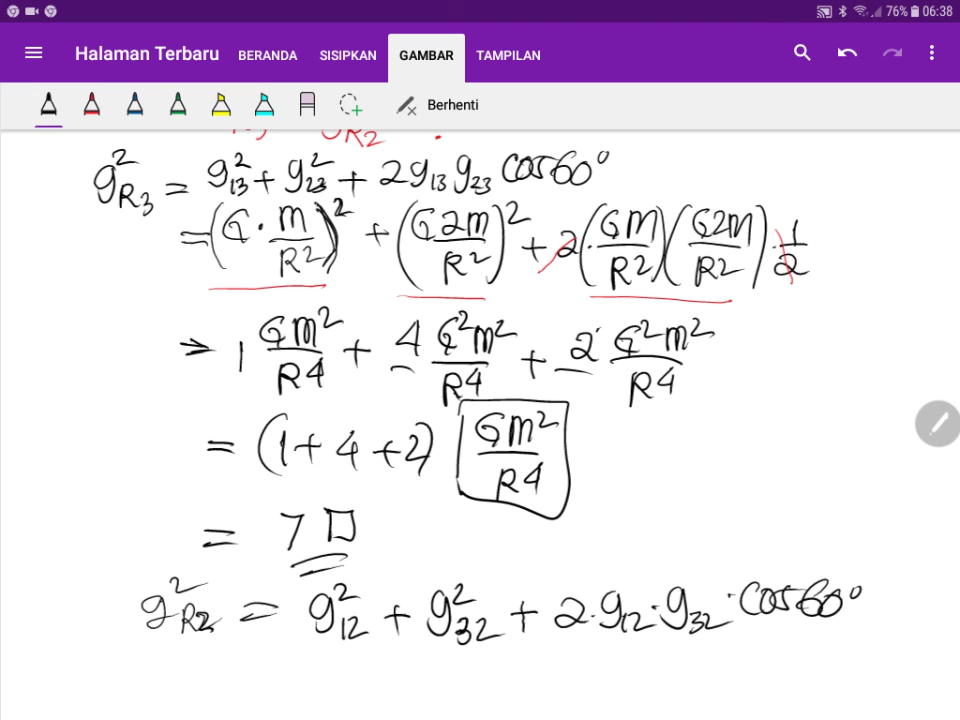 76% 06:38
Halaman Terbaru BERANDA SISIPKAN GAMBAR TAMPILAN
Berhenti
g²R3 = g²13 + g²23 + 2g13 g23 cos60°
= (G · m/R²)² + (G2m/R²)² + 2 · (GM/R²)(G2M/R²) · 1/2
→ 1 Gm²/R4 + 4 G²m²/R4 + 2 G²m²/R4
= (1+4+2) Gm²/R4
= 7 □
g²R2 = g²12 + g²32 + 2·g12·g32·cos60°